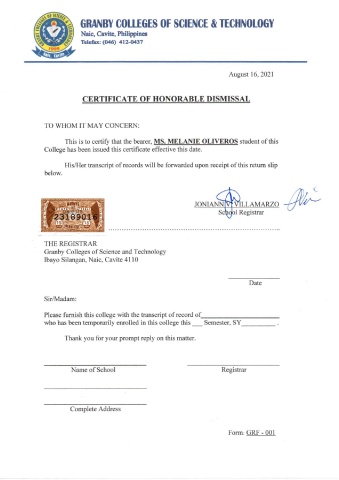 GRANBY COLLEGES OF SCIENCE & TECHNOLOGY
Naic, Cavite, Philippines
Telefax: (046) 412-0437
August 16, 2021
CERTIFICATE OF HONORABLE DISMISSAL
TO WHOM IT MAY CONCERN:
This is to certify that the bearer, MS. MELANIE OLIVEROS student of this
College has been issued this certificate effective this date.
His/Her transcript of records will be forwarded upon receipt of this return slip
below.
JONIANN VILLAMARZO
School Registrar
23189016
THE REGISTRAR
Granby Colleges of Science and Technology
Ibayo Silangan, Naic, Cavite 4110
Date
Sir/Madam:
Please furnish this college with the transcript of record of
who has been temporarily enrolled in this college this ___ Semester, SY__________ .
Thank you for your prompt reply on this matter.
Name of School Registrar
Complete Address
Form GRF - 001